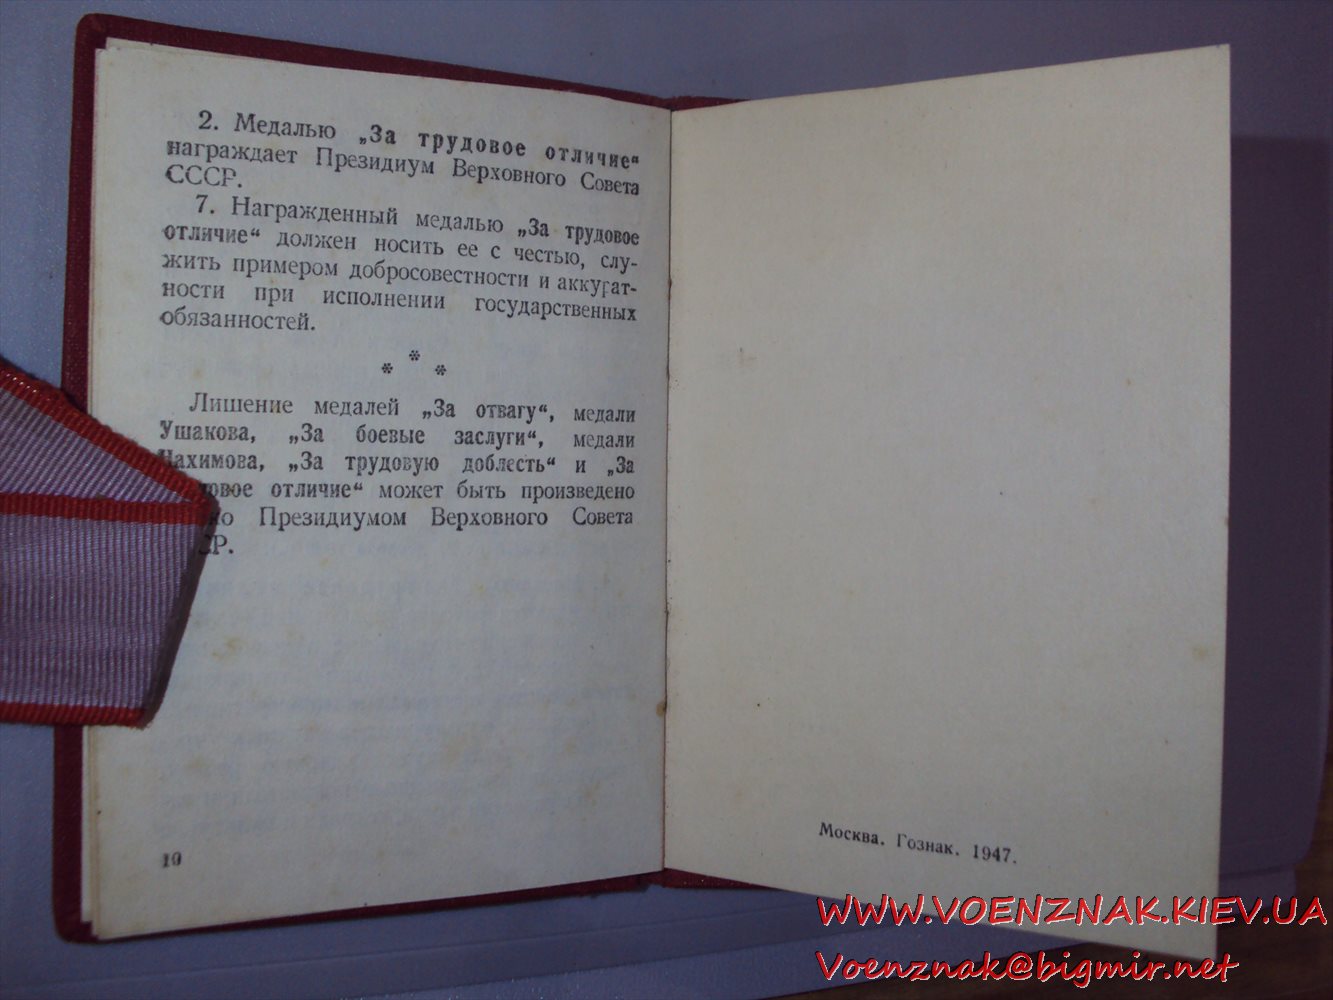 2. Медалью „За трудовое отличие“
награждает Президиум Верховного Совета
СССР.
7. Награжденный медалью „За трудовое
отличие“ должен носить ее с честью, слу-
жить примером добросовестности и аккурат-
ности при исполнении государственных
обязанностей.
* * *
Лишение медалей „За отвагу“, медали
Ушакова, „За боевые заслуги“, медали
Нахимова, „За трудовую доблесть“ и „За
отличие“ может быть произведено
Президиумом Верховного Совета
10
Москва. Гознак. 1947.
WWW.VOENZNAK.KIEV.UA
Voenznak@bigmir.net